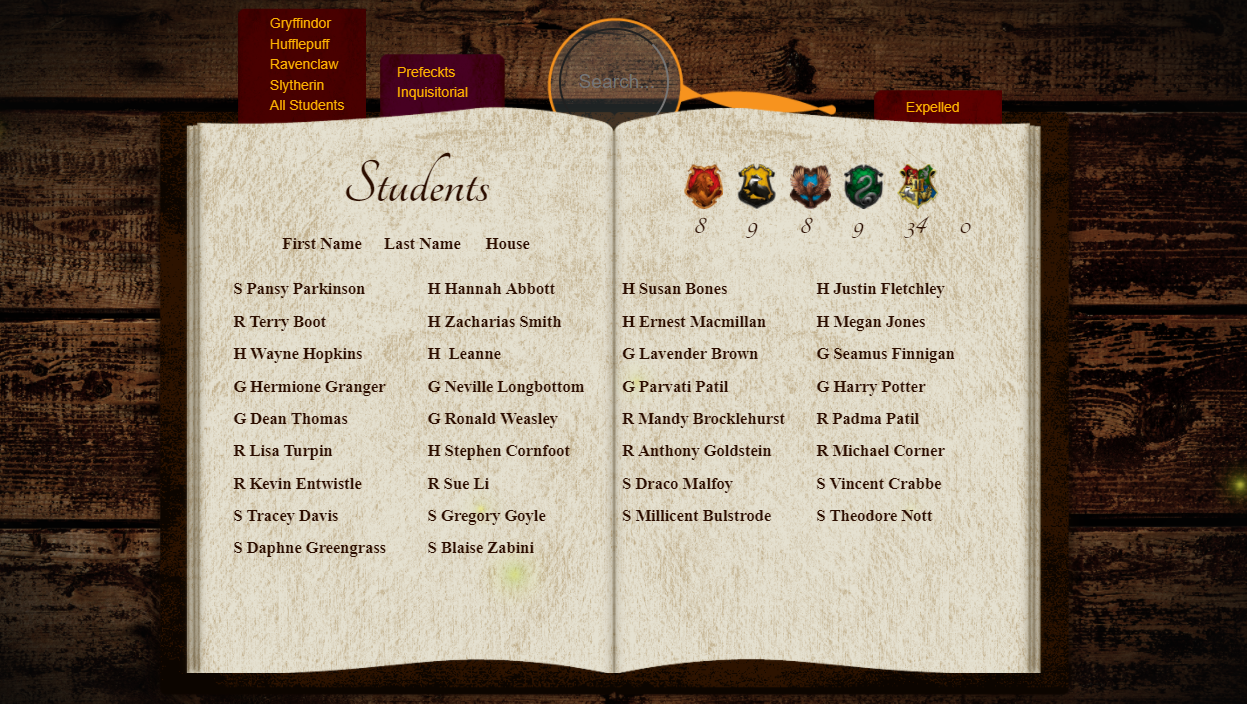 Gryffindor
Hufflepuff
Ravenclaw
Slytherin
All Students
Prefeckts
Inquisitorial
Search...
Expelled
Students
8 9 8 9 34 0
First Name Last Name House
S Pansy Parkinson H Hannah Abbott H Susan Bones H Justin Fletchley
R Terry Boot H Zacharias Smith H Ernest Macmillan H Megan Jones
H Wayne Hopkins H Leanne G Lavender Brown G Seamus Finnigan
G Hermione Granger G Neville Longbottom G Parvati Patil G Harry Potter
G Dean Thomas G Ronald Weasley R Mandy Brocklehurst R Padma Patil
R Lisa Turpin H Stephen Cornfoot R Anthony Goldstein R Michael Corner
R Kevin Entwistle R Sue Li S Draco Malfoy S Vincent Crabbe
S Tracey Davis S Gregory Goyle S Millicent Bulstrode S Theodore Nott
S Daphne Greengrass S Blaise Zabini